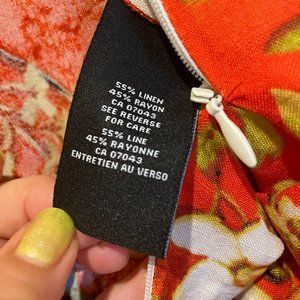 55% LINEN
45% RAYON
CA 07043
SEE REVERSE
FOR CARE
55% LINE
45% RAYONNE
CA 07043
ENTRETIEN AU VERSO